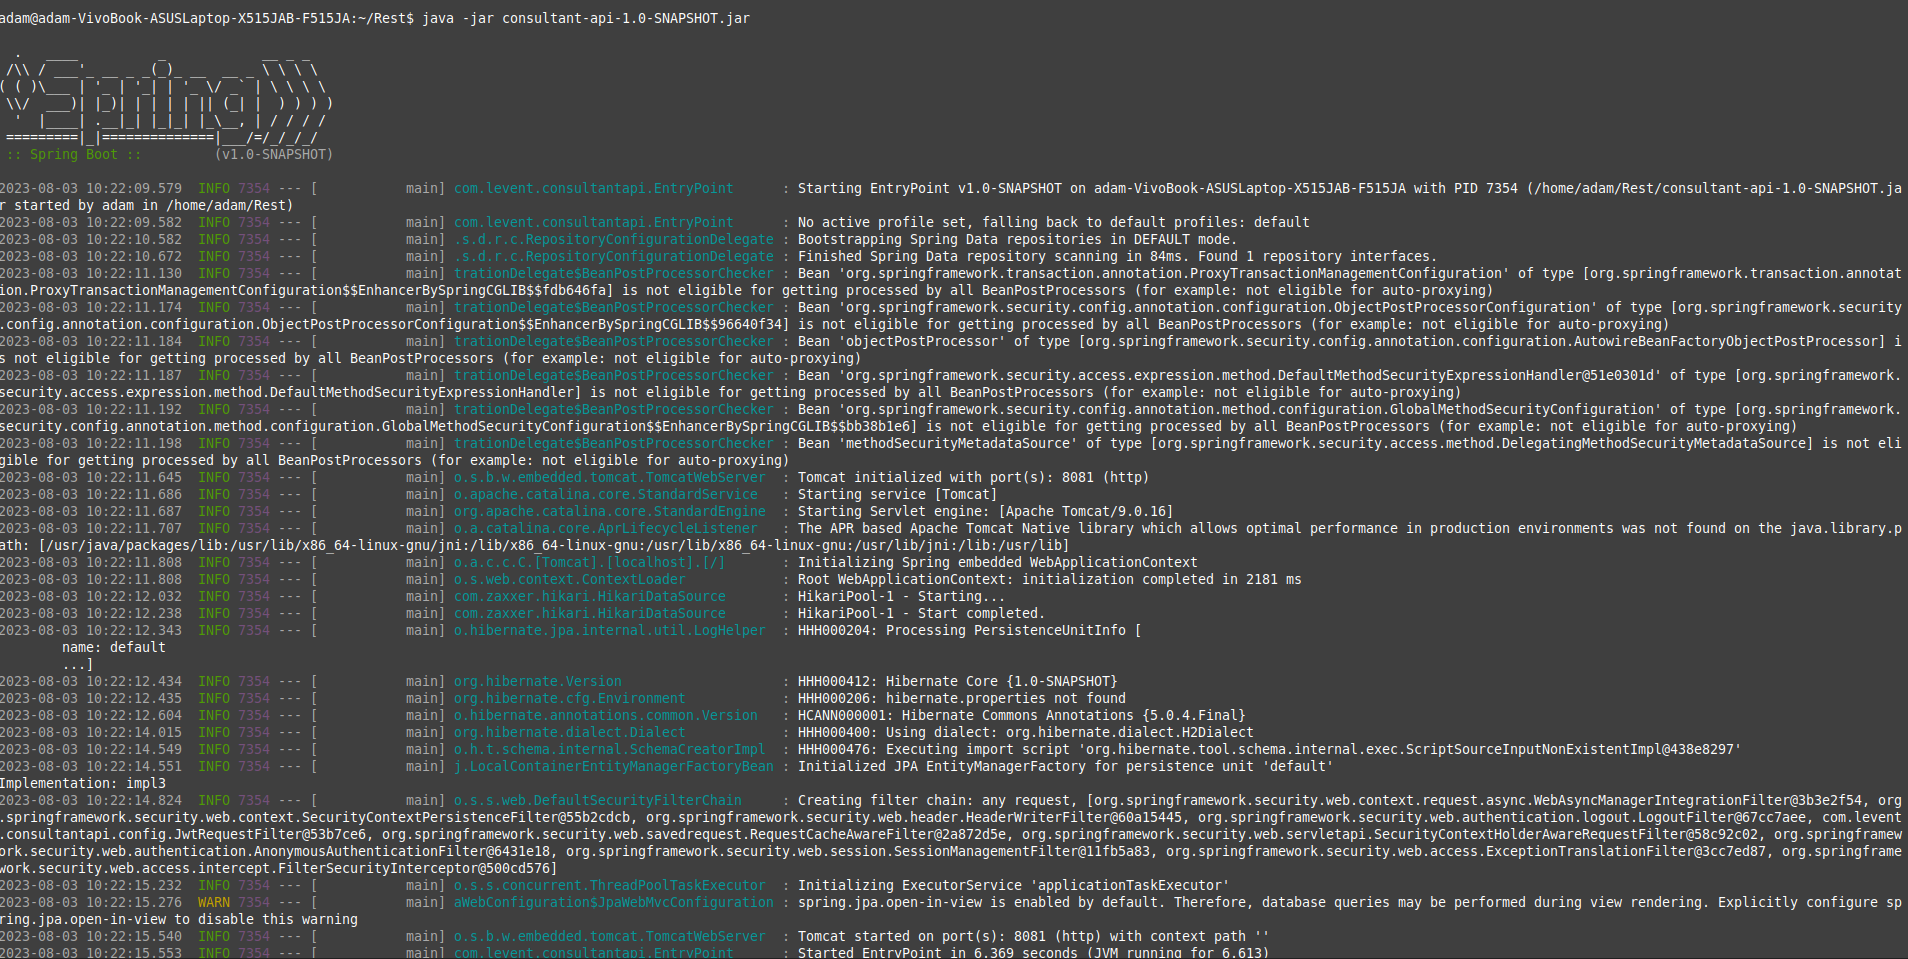 adam@adam-VivoBook-ASUSLaptop-X515JAB-F515JA:~/Rest$ java -jar consultant-api-1.0-SNAPSHOT.jar

  .   ____          _            __ _ _
 /\\ / ___'_ __ _ _(_)_ __  __ _ \ \ \ \
( ( )\___ | '_ | '_| | '_ \/ _` | \ \ \ \
 \\/  ___)| |_)| | | | | || (_| |  ) ) ) )
  '  |____| .__|_| |_|_| |_\__, | / / / /
 =========|_|==============|___/=/_/_/_/
 :: Spring Boot ::         (v1.0-SNAPSHOT)

2023-08-03 10:22:09.579  INFO 7354 --- [           main] com.levent.consultantapi.EntryPoint      : Starting EntryPoint v1.0-SNAPSHOT on adam-VivoBook-ASUSLaptop-X515JAB-F515JA with PID 7354 (/home/adam/Rest/consultant-api-1.0-SNAPSHOT.ja
r started by adam in /home/adam/Rest)
2023-08-03 10:22:09.582  INFO 7354 --- [           main] com.levent.consultantapi.EntryPoint      : No active profile set, falling back to default profiles: default
2023-08-03 10:22:10.582  INFO 7354 --- [           main] .s.d.r.c.RepositoryConfigurationDelegate : Bootstrapping Spring Data repositories in DEFAULT mode.
2023-08-03 10:22:10.672  INFO 7354 --- [           main] .s.d.r.c.RepositoryConfigurationDelegate : Finished Spring Data repository scanning in 84ms. Found 1 repository interfaces.
2023-08-03 10:22:11.130  INFO 7354 --- [           main] trationDelegate$BeanPostProcessorChecker : Bean 'org.springframework.transaction.annotation.ProxyTransactionManagementConfiguration' of type [org.springframework.transaction.annotat
ion.ProxyTransactionManagementConfiguration$$EnhancerBySpringCGLIB$$fdb646fa] is not eligible for getting processed by all BeanPostProcessors (for example: not eligible for auto-proxying)
2023-08-03 10:22:11.174  INFO 7354 --- [           main] trationDelegate$BeanPostProcessorChecker : Bean 'org.springframework.security.config.annotation.configuration.ObjectPostProcessorConfiguration' of type [org.springframework.security
.config.annotation.configuration.ObjectPostProcessorConfiguration$$EnhancerBySpringCGLIB$$96640f34] is not eligible for getting processed by all BeanPostProcessors (for example: not eligible for auto-proxying)
2023-08-03 10:22:11.184  INFO 7354 --- [           main] trationDelegate$BeanPostProcessorChecker : Bean 'objectPostProcessor' of type [org.springframework.security.config.annotation.configuration.AutowireBeanFactoryObjectPostProcessor] i
s not eligible for getting processed by all BeanPostProcessors (for example: not eligible for auto-proxying)
2023-08-03 10:22:11.187  INFO 7354 --- [           main] trationDelegate$BeanPostProcessorChecker : Bean 'org.springframework.security.access.expression.method.DefaultMethodSecurityExpressionHandler@51e0301d' of type [org.springframework.
security.access.expression.method.DefaultMethodSecurityExpressionHandler] is not eligible for getting processed by all BeanPostProcessors (for example: not eligible for auto-proxying)
2023-08-03 10:22:11.192  INFO 7354 --- [           main] trationDelegate$BeanPostProcessorChecker : Bean 'org.springframework.security.config.annotation.method.configuration.GlobalMethodSecurityConfiguration' of type [org.springframework.
security.config.annotation.method.configuration.GlobalMethodSecurityConfiguration$$EnhancerBySpringCGLIB$$bb38b1e6] is not eligible for getting processed by all BeanPostProcessors (for example: not eligible for auto-proxying)
2023-08-03 10:22:11.198  INFO 7354 --- [           main] trationDelegate$BeanPostProcessorChecker : Bean 'methodSecurityMetadataSource' of type [org.springframework.security.access.method.DelegatingMethodSecurityMetadataSource] is not eli
gible for getting processed by all BeanPostProcessors (for example: not eligible for auto-proxying)
2023-08-03 10:22:11.645  INFO 7354 --- [           main] o.s.b.w.embedded.tomcat.TomcatWebServer  : Tomcat initialized with port(s): 8081 (http)
2023-08-03 10:22:11.686  INFO 7354 --- [           main] o.apache.catalina.core.StandardService   : Starting service [Tomcat]
2023-08-03 10:22:11.687  INFO 7354 --- [           main] org.apache.catalina.core.StandardEngine  : Starting Servlet engine: [Apache Tomcat/9.0.16]
2023-08-03 10:22:11.707  INFO 7354 --- [           main] o.a.catalina.core.AprLifecycleListener   : The APR based Apache Tomcat Native library which allows optimal performance in production environments was not found on the java.library.p
ath: [/usr/java/packages/lib:/usr/lib/x86_64-linux-gnu/jni:/lib/x86_64-linux-gnu:/usr/lib/x86_64-linux-gnu:/usr/lib/jni:/lib:/usr/lib]
2023-08-03 10:22:11.808  INFO 7354 --- [           main] o.a.c.c.C.[Tomcat].[localhost].[/]       : Initializing Spring embedded WebApplicationContext
2023-08-03 10:22:11.808  INFO 7354 --- [           main] o.s.web.context.ContextLoader            : Root WebApplicationContext: initialization completed in 2181 ms
2023-08-03 10:22:12.032  INFO 7354 --- [           main] com.zaxxer.hikari.HikariDataSource       : HikariPool-1 - Starting...
2023-08-03 10:22:12.238  INFO 7354 --- [           main] com.zaxxer.hikari.HikariDataSource       : HikariPool-1 - Start completed.
2023-08-03 10:22:12.343  INFO 7354 --- [           main] o.hibernate.jpa.internal.util.LogHelper  : HHH000204: Processing PersistenceUnitInfo [
        name: default
        ...]
2023-08-03 10:22:12.434  INFO 7354 --- [           main] org.hibernate.Version                    : HHH000412: Hibernate Core {1.0-SNAPSHOT}
2023-08-03 10:22:12.435  INFO 7354 --- [           main] org.hibernate.cfg.Environment            : HHH000206: hibernate.properties not found
2023-08-03 10:22:12.604  INFO 7354 --- [           main] o.hibernate.annotations.common.Version   : HCANN000001: Hibernate Commons Annotations {5.0.4.Final}
2023-08-03 10:22:14.015  INFO 7354 --- [           main] org.hibernate.dialect.Dialect            : HHH000400: Using dialect: org.hibernate.dialect.H2Dialect
2023-08-03 10:22:14.549  INFO 7354 --- [           main] o.h.t.schema.internal.SchemaCreatorImpl  : HHH000476: Executing import script 'org.hibernate.tool.schema.internal.exec.ScriptSourceInputNonExistentImpl@438e8297'
2023-08-03 10:22:14.551  INFO 7354 --- [           main] j.LocalContainerEntityManagerFactoryBean : Initialized JPA EntityManagerFactory for persistence unit 'default'
Implementation: impl3
2023-08-03 10:22:14.824  INFO 7354 --- [           main] o.s.s.web.DefaultSecurityFilterChain     : Creating filter chain: any request, [org.springframework.security.web.context.request.async.WebAsyncManagerIntegrationFilter@3b3e2f54, org
.springframework.security.web.context.SecurityContextPersistenceFilter@55b2cdcb, org.springframework.security.web.header.HeaderWriterFilter@60a15445, org.springframework.security.web.authentication.logout.LogoutFilter@67cc7aee, com.levent
.consultantapi.config.JwtRequestFilter@53b7ce6, org.springframework.security.web.savedrequest.RequestCacheAwareFilter@2a872d5e, org.springframework.security.web.servletapi.SecurityContextHolderAwareRequestFilter@58c92c02, org.springframew
ork.security.web.authentication.AnonymousAuthenticationFilter@6431e18, org.springframework.security.web.session.SessionManagementFilter@11fb5a83, org.springframework.security.web.access.ExceptionTranslationFilter@3cc7ed87, org.springframe
work.security.web.access.intercept.FilterSecurityInterceptor@500cd576]
2023-08-03 10:22:15.232  INFO 7354 --- [           main] o.s.s.concurrent.ThreadPoolTaskExecutor  : Initializing ExecutorService 'applicationTaskExecutor'
2023-08-03 10:22:15.276  WARN 7354 --- [           main] aWebConfiguration$JpaWebMvcConfiguration : spring.jpa.open-in-view is enabled by default. Therefore, database queries may be performed during view rendering. Explicitly configure sp
ring.jpa.open-in-view to disable this warning
2023-08-03 10:22:15.540  INFO 7354 --- [           main] o.s.b.w.embedded.tomcat.TomcatWebServer  : Tomcat started on port(s): 8081 (http) with context path ''
2023-08-03 10:22:15.553  INFO 7354 --- [           main] com.levent.consultantapi.EntryPoint      : Started EntryPoint in 6.369 seconds (JVM running for 6.613)